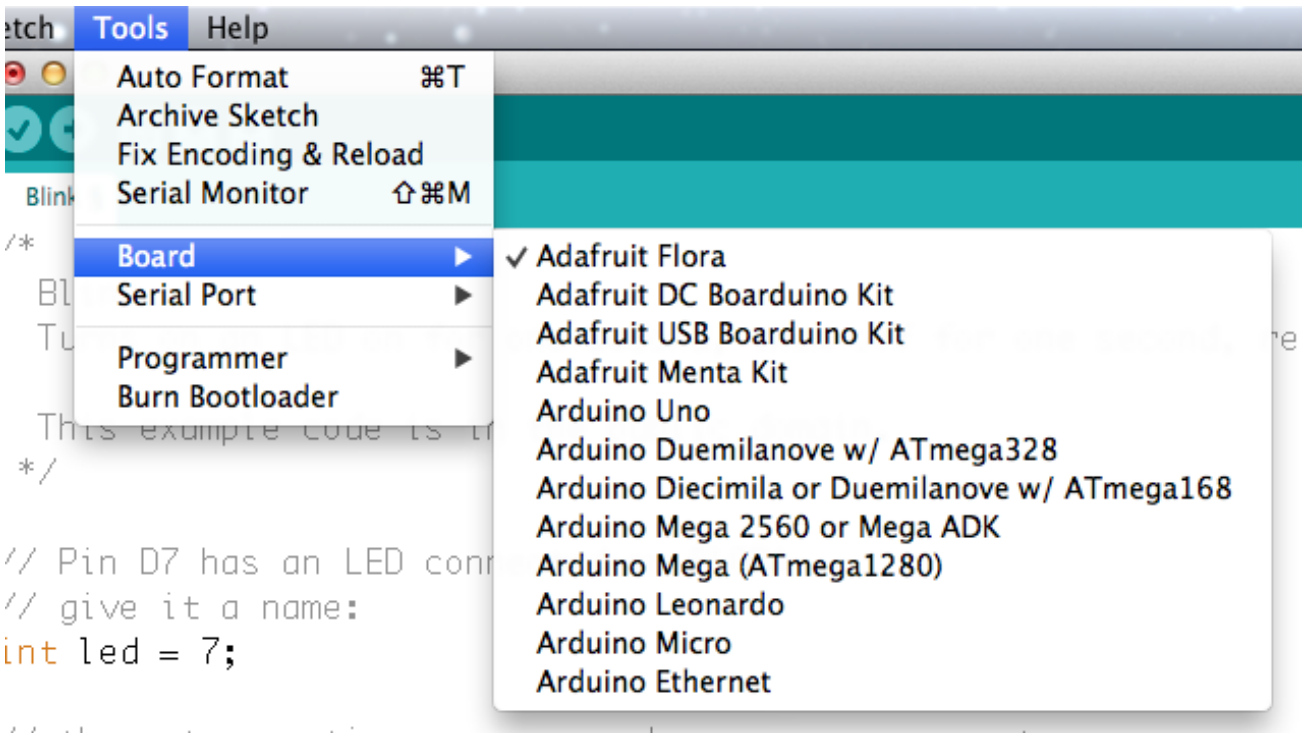 Tools Help
Auto Format ⌘T
Archive Sketch
Fix Encoding & Reload
Serial Monitor ⇧⌘M
Blink
Board
Serial Port
Programmer
Burn Bootloader
✓ Adafruit Flora
Adafruit DC Boarduino Kit
Adafruit USB Boarduino Kit
Adafruit Menta Kit
Arduino Uno
Arduino Duemilanove w/ ATmega328
Arduino Diecimila or Duemilanove w/ ATmega168
Arduino Mega 2560 or Mega ADK
Arduino Mega (ATmega1280)
Arduino Leonardo
Arduino Micro
Arduino Ethernet
/*
for one second,
This example code is in
*/
// Pin D7 has an LED
// give it a name:
int led = 7;